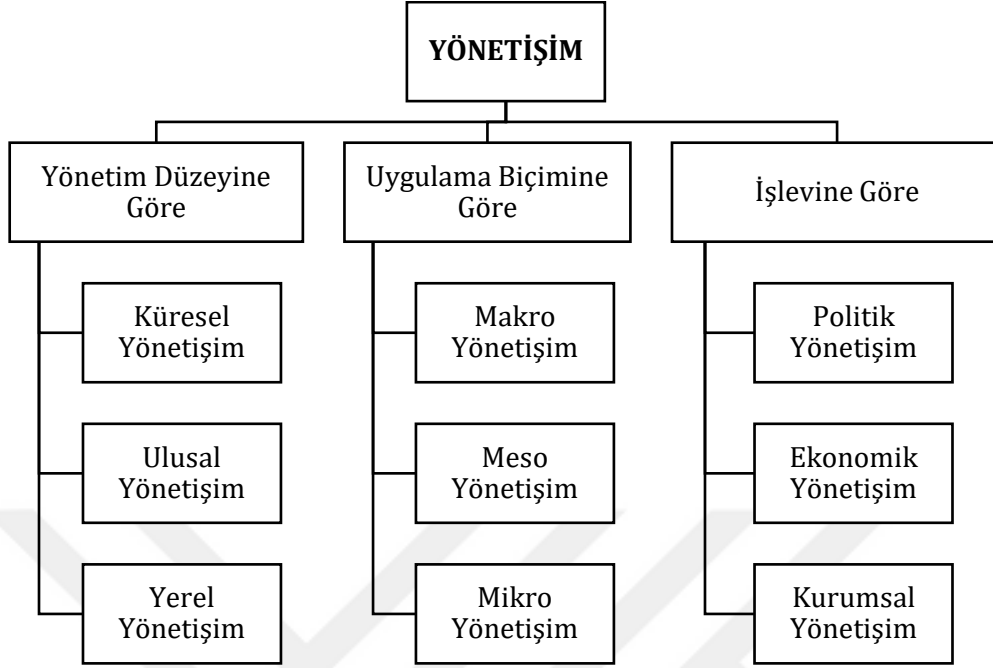 YÖNETİŞİM
Yönetim Düzeyine
Göre
Küresel
Yönetişim
Ulusal
Yönetişim
Yerel
Yönetişim
Uygulama Biçimine
Göre
Makro
Yönetişim
Meso
Yönetişim
Mikro
Yönetişim
İşlevine Göre
Politik
Yönetişim
Ekonomik
Yönetişim
Kurumsal
Yönetişim